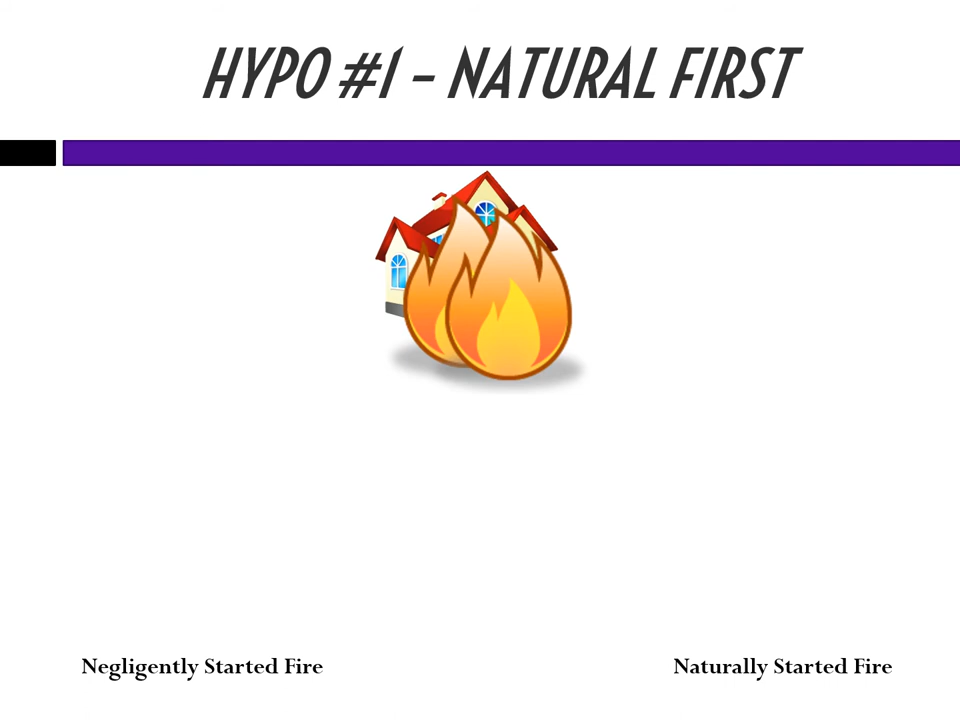 HYPO #1 – NATURAL FIRST
Negligently Started Fire
Naturally Started Fire